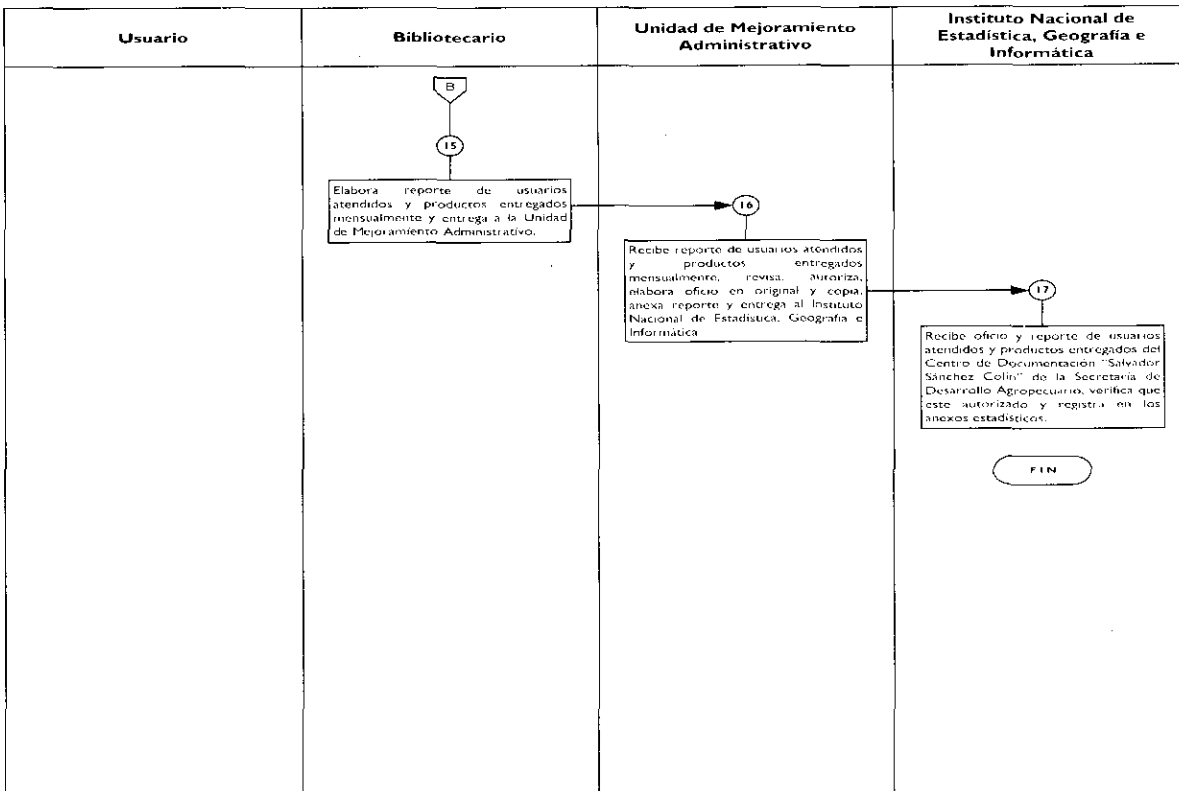 Usuario
Bibliotecario
Unidad de Mejoramiento
Administrativo
Instituto Nacional de
Estadística, Geografía e
Informática
B
15
Elabora reporte de usuarios
atendidos y productos entregados
mensualmente y entrega a la Unidad
de Mejoramiento Administrativo.
16
Recibe reporte de usuarios atendidos
y productos entregados
mensualmente, revisa, autoriza,
elabora oficio en original y copia,
anexa reporte y entrega al Instituto
Nacional de Estadística, Geografía e
Informática
17
Recibe oficio y reporte de usuarios
atendidos y productos entregados del
Centro de Documentación "Salvador
Sánchez Colín" de la Secretaría de
Desarrollo Agropecuario, verifica que
este autorizado y registra en los
anexos estadísticos.
FIN